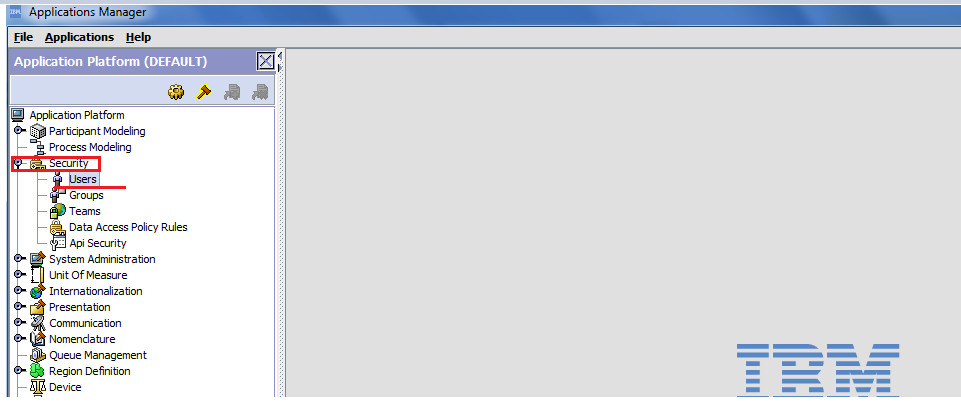 IBM Applications Manager
File Applications Help
Application Platform (DEFAULT)
Application Platform
Participant Modeling
Process Modeling
Security
Users
Groups
Teams
Data Access Policy Rules
Api Security
System Administration
Unit Of Measure
Internationalization
Presentation
Communication
Nomenclature
Queue Management
Region Definition
Device
IBM